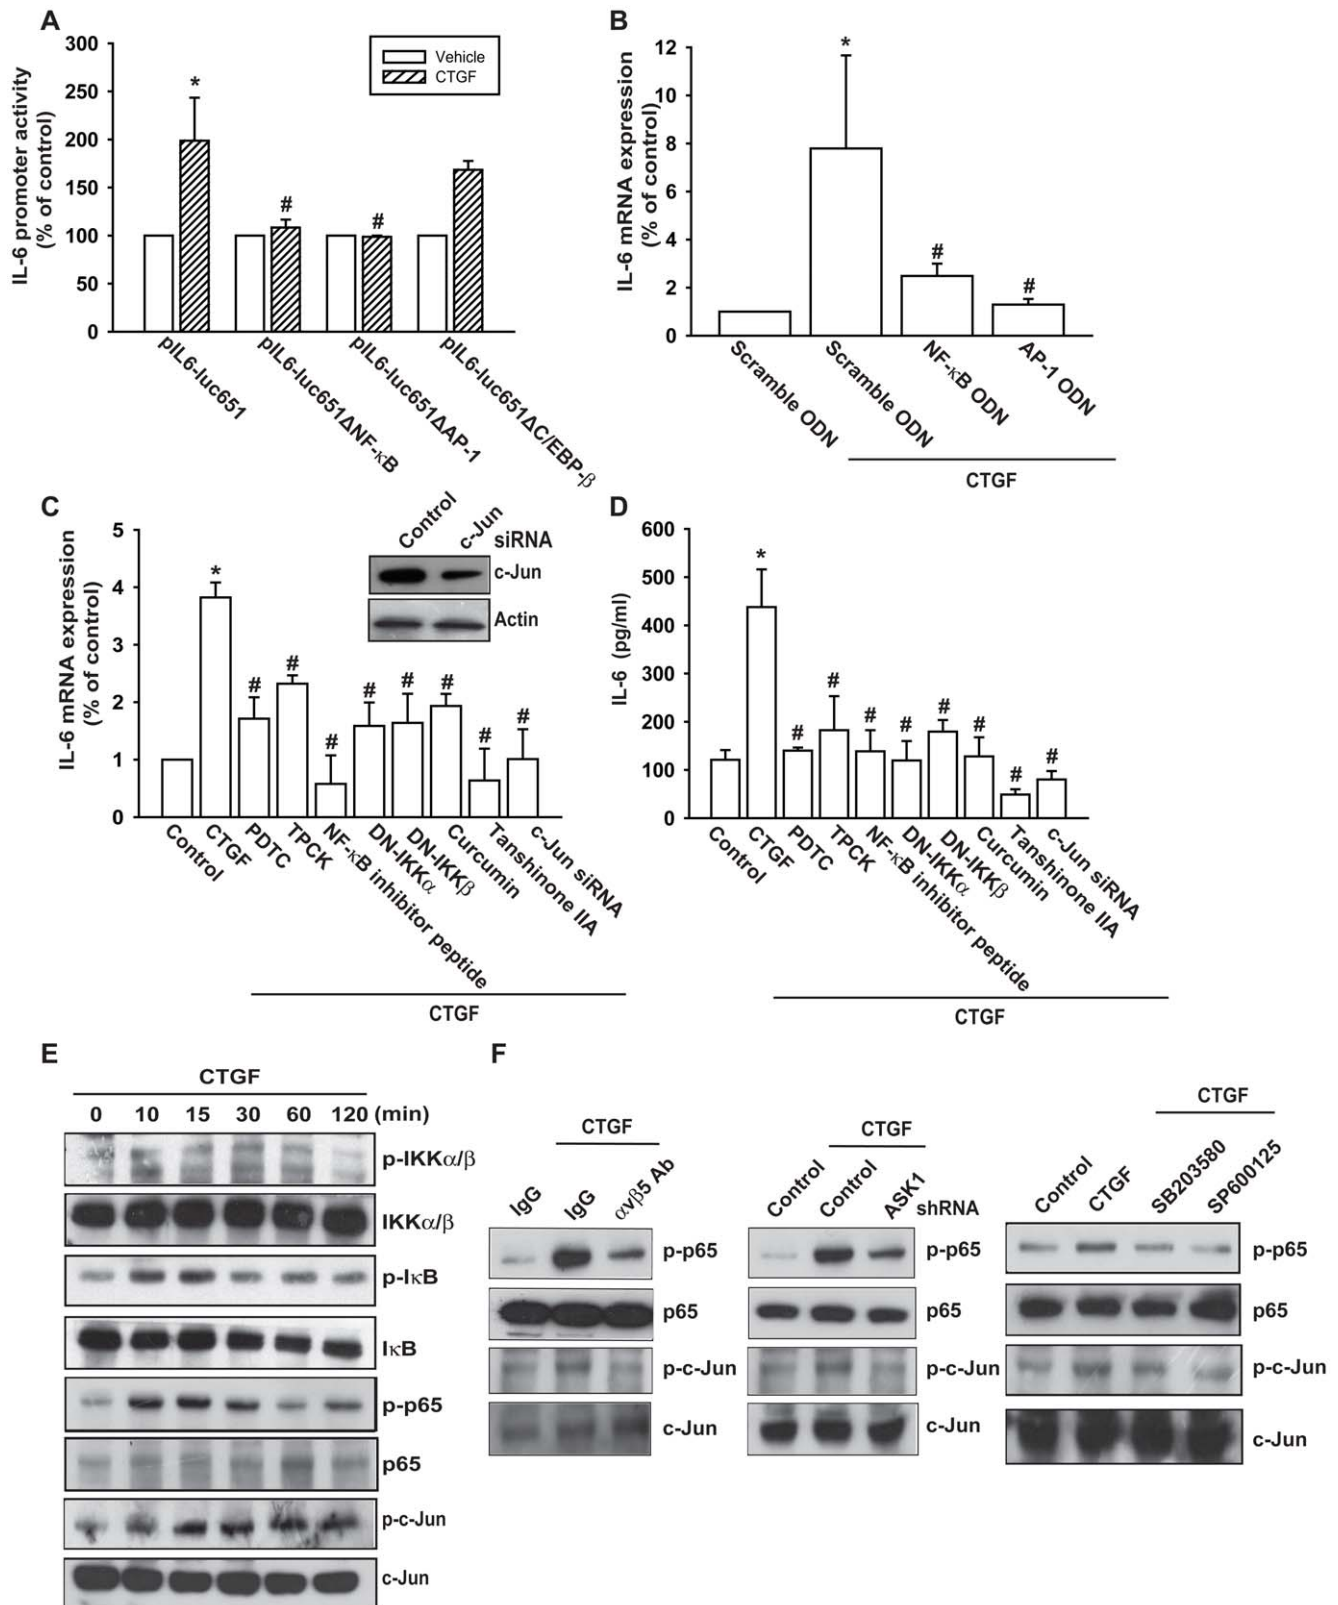 A
IL-6 promoter activity
(% of control)
300
250
200
150
100
50
0
Vehicle
CTGF
*
#
#
pIL6-luc651
pIL6-luc651ΔNF-κB
pIL6-luc651ΔAP-1
pIL6-luc651ΔC/EBP-β
B
IL-6 mRNA expression
(% of control)
12
10
8
6
4
2
0
*
#
#
Scramble ODN
Scramble ODN
NF-κB ODN
AP-1 ODN
CTGF
C
IL-6 mRNA expression
(% of control)
5
4
3
2
1
0
*
#
#
#
#
#
#
#
#
Control
c-Jun
siRNA
c-Jun
Actin
Control
CTGF
PDTC
TPCK
NF-κB inhibitor peptide
DN-IKKα
DN-IKKβ
Curcumin
Tanshinone IIA
c-Jun siRNA
CTGF
D
IL-6 (pg/ml)
600
500
400
300
200
100
0
*
#
#
#
#
#
#
#
#
Control
CTGF
PDTC
TPCK
NF-κB inhibitor peptide
DN-IKKα
DN-IKKβ
Curcumin
Tanshinone IIA
c-Jun siRNA
CTGF
E
CTGF
0 10 15 30 60 120 (min)
p-IKKα/β
IKKα/β
p-IκB
IκB
p-p65
p65
p-c-Jun
c-Jun
F
CTGF
IgG IgG αvβ5 Ab
p-p65
p65
p-c-Jun
c-Jun
CTGF
Control Control ASK1 shRNA
p-p65
p65
p-c-Jun
c-Jun
CTGF
Control CTGF SB203580 SP600125
p-p65
p65
p-c-Jun
c-Jun